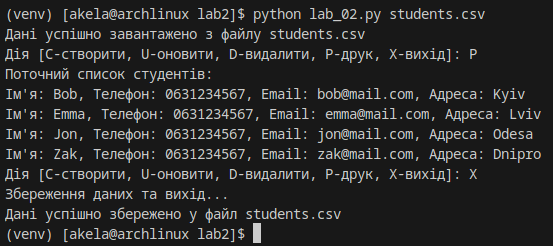 (venv) [akela@archlinux lab2]$ python lab_02.py students.csv
Дані успішно завантажено з файлу students.csv
Дія [C-створити, U-оновити, D-видалити, P-друк, X-вихід]: P
Поточний список студентів:
Ім'я: Bob, Телефон: 0631234567, Email: bob@mail.com, Адреса: Kyiv
Ім'я: Emma, Телефон: 0631234567, Email: emma@mail.com, Адреса: Lviv
Ім'я: Jon, Телефон: 0631234567, Email: jon@mail.com, Адреса: Odesa
Ім'я: Zak, Телефон: 0631234567, Email: zak@mail.com, Адреса: Dnipro
Дія [C-створити, U-оновити, D-видалити, P-друк, X-вихід]: X
Збереження даних та вихід...
Дані успішно збережено у файл students.csv
(venv) [akela@archlinux lab2]$